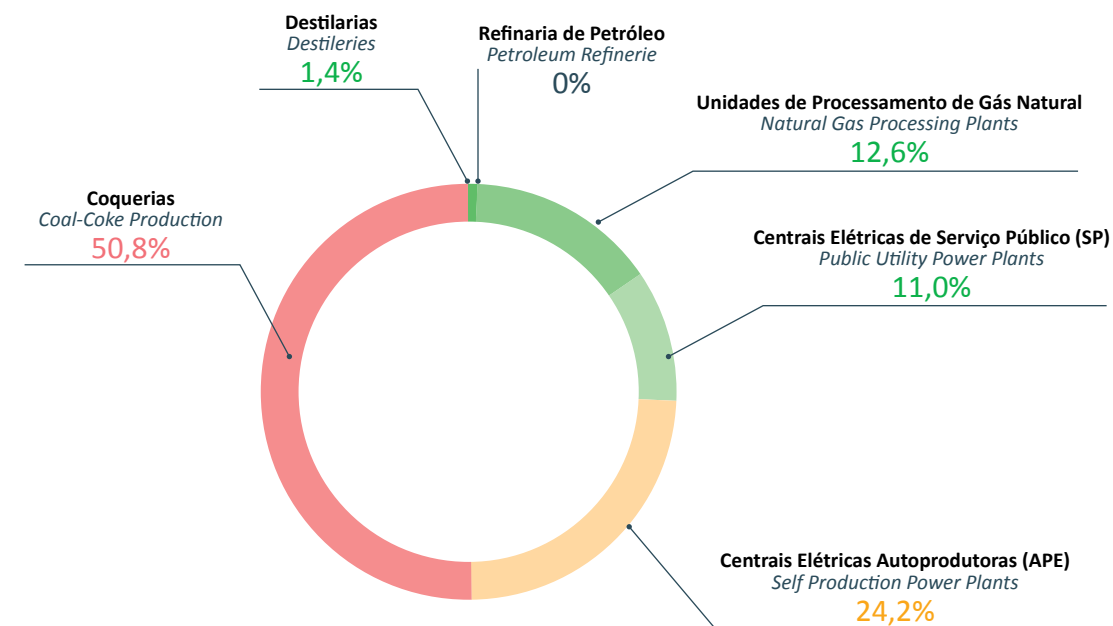 Destilarias
Destileries
1,4%
Refinaria de Petróleo
Petroleum Refinerie
0%
Unidades de Processamento de Gás Natural
Natural Gas Processing Plants
12,6%
Coquerias
Coal-Coke Production
50,8%
Centrais Elétricas de Serviço Público (SP)
Public Utility Power Plants
11,0%
Centrais Elétricas Autoprodutoras (APE)
Self Production Power Plants
24,2%